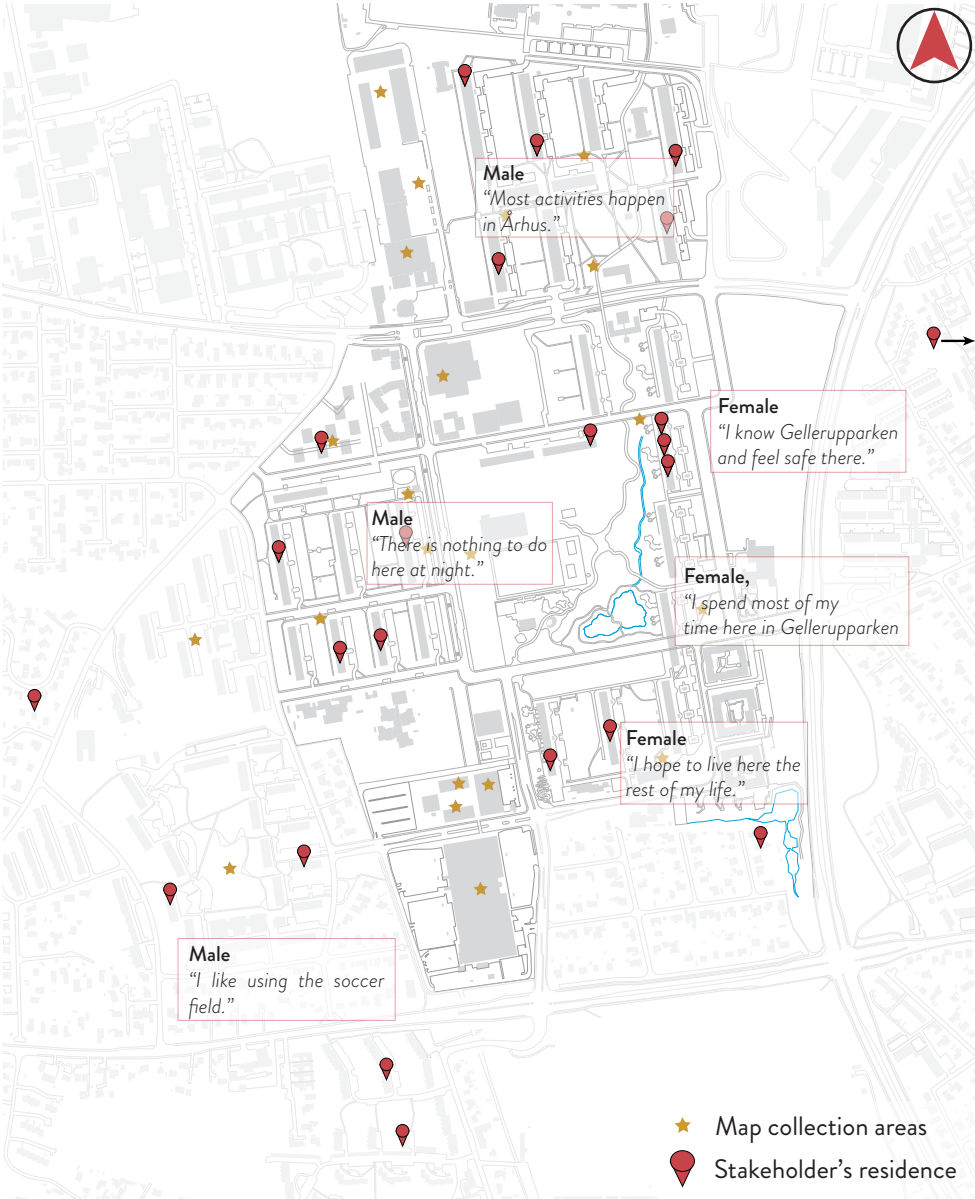 Male
“Most activities happen
in Århus.”
Female
“I know Gellerupparken
and feel safe there.”
Male
“There is nothing to do
here at night.”
Female,
“I spend most of my
time here in Gellerupparken
Female
“I hope to live here the
rest of my life.”
Male
“I like using the soccer
field.”
Map collection areas
Stakeholder’s residence